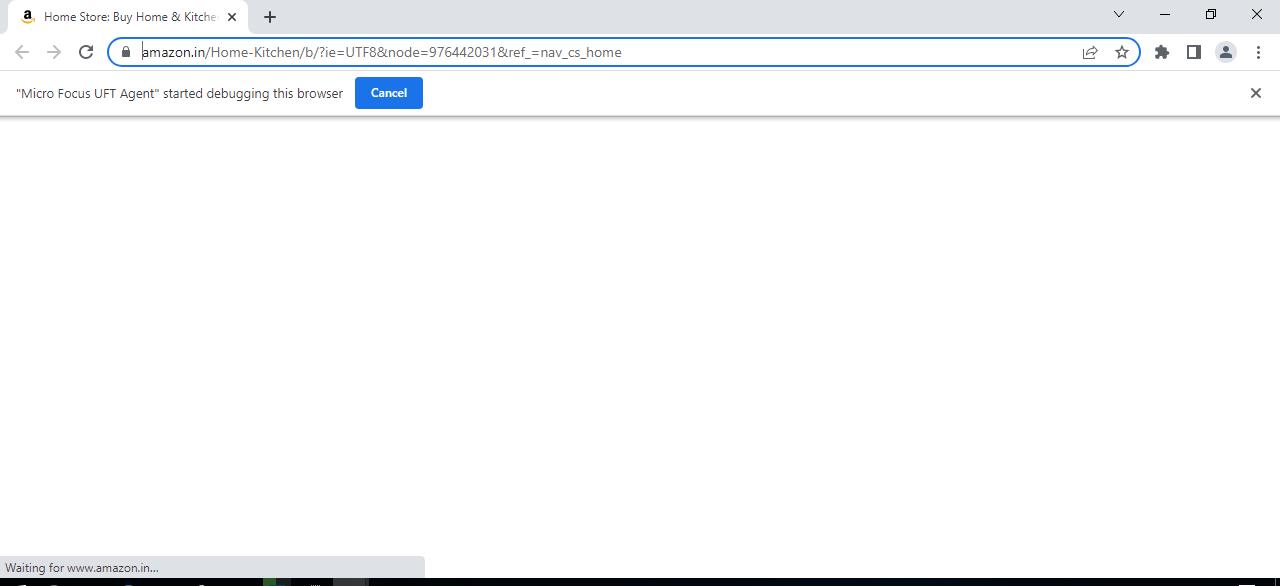 Home Store: Buy Home & Kitche
amazon.in/Home-Kitchen/b/?ie=UTF8&node=976442031&ref_=nav_cs_home
"Micro Focus UFT Agent" started debugging this browser Cancel
Waiting for www.amazon.in...